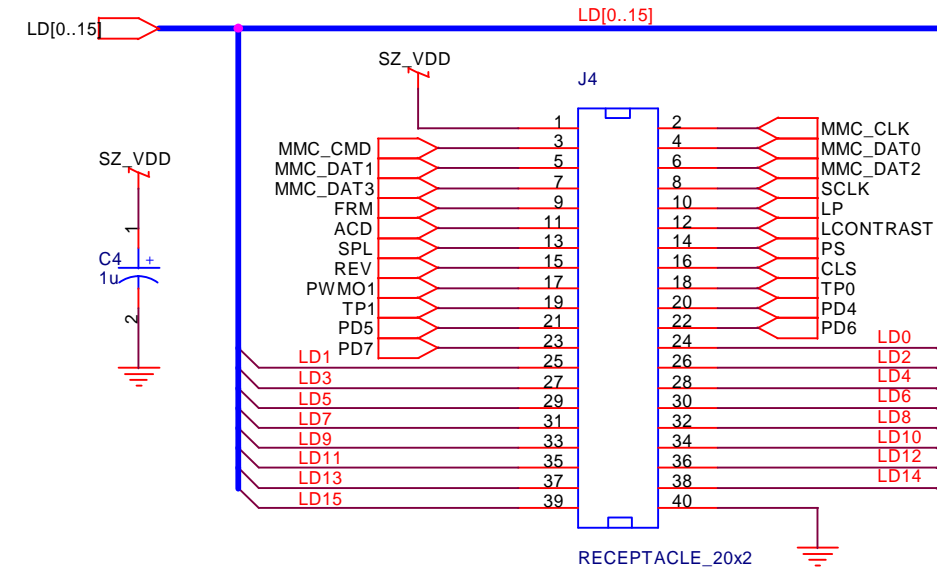 LD[0..15]
LD[0..15]
SZ_VDD
J4
1 2 MMC_CLK
MMC_CMD 3 4 MMC_DAT0
MMC_DAT1 5 6 MMC_DAT2
MMC_DAT3 7 8 SCLK
FRM 9 10 LP
ACD 11 12 LCONTRAST
SPL 13 14 PS
REV 15 16 CLS
PWMO1 17 18 TP0
TP1 19 20 PD4
PD5 21 22 PD6
PD7 23 24 LD0
LD1 25 26 LD2
LD3 27 28 LD4
LD5 29 30 LD6
LD7 31 32 LD8
LD9 33 34 LD10
LD11 35 36 LD12
LD13 37 38 LD14
LD15 39 40
RECEPTACLE_20x2
SZ_VDD
1
C4 +
1u
2